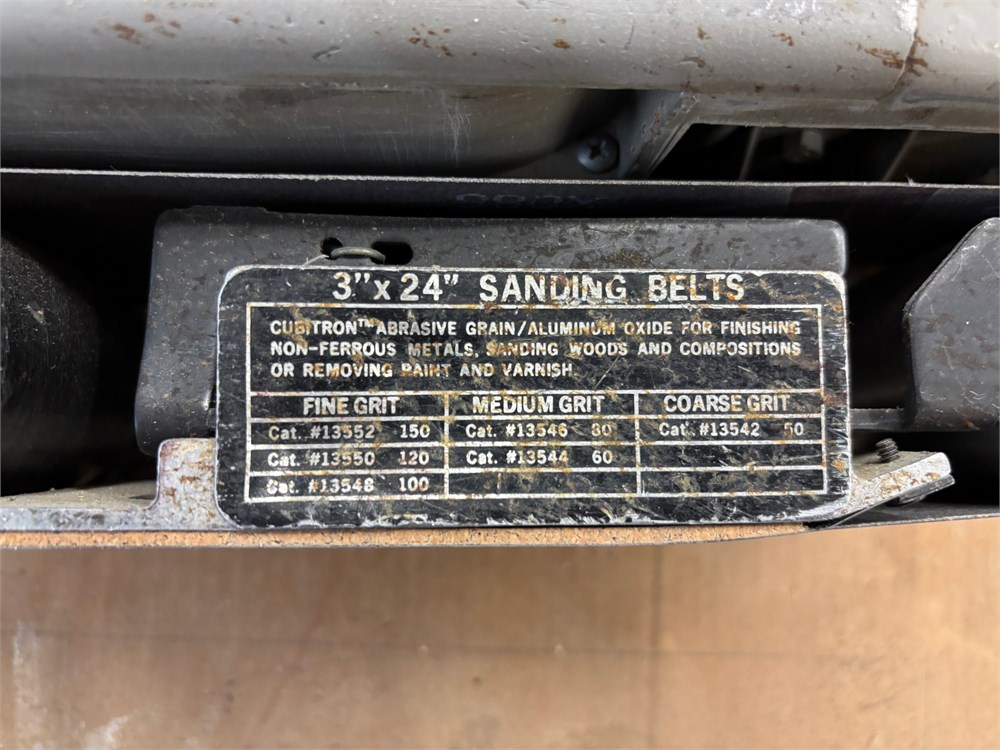 3" x 24" SANDING BELTS
CUBITRON™ ABRASIVE GRAIN/ALUMINUM OXIDE FOR FINISHING
NON-FERROUS METALS, SANDING WOODS AND COMPOSITIONS
OR REMOVING PAINT AND VARNISH.
FINE GRIT MEDIUM GRIT COARSE GRIT
Cat. #13552 150 Cat. #13546 80 Cat. #13542 50
Cat. #13550 120 Cat. #13544 60
Cat. #13548 100